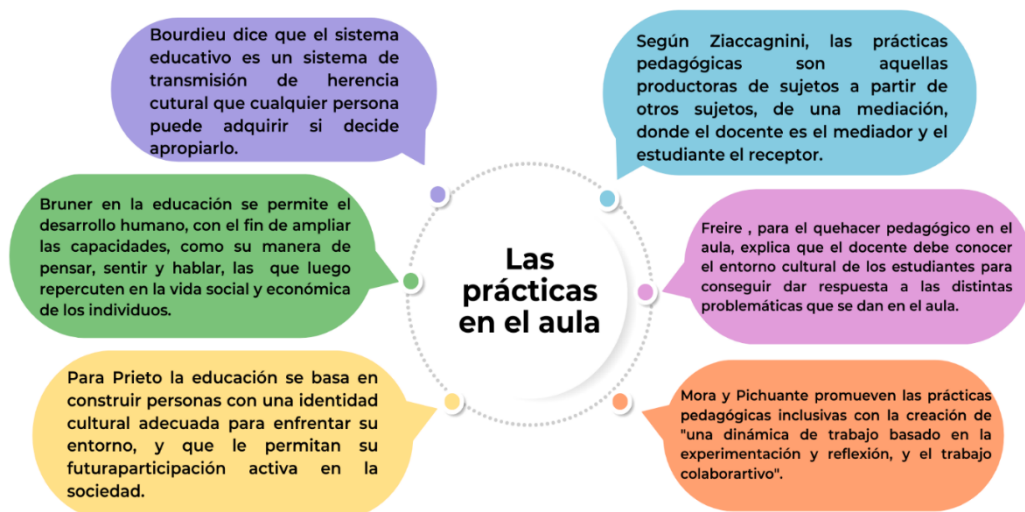 Bourdieu dice que el sistema
educativo es un sistema de
transmisión de herencia
cutural que cualquier persona
puede adquirir si decide
apropiarlo.
Según Ziaccagnini, las prácticas
pedagógicas son aquellas
productoras de sujetos a partir de
otros sujetos, de una mediación,
donde el docente es el mediador y el
estudiante el receptor.
Bruner en la educación se permite el
desarrollo humano, con el fin de ampliar
las capacidades, como su manera de
pensar, sentir y hablar, las que luego
repercuten en la vida social y económica
de los individuos.
Las
prácticas
en el aula
Freire , para el quehacer pedagógico en el
aula, explica que el docente debe conocer
el entorno cultural de los estudiantes para
conseguir dar respuesta a las distintas
problemáticas que se dan en el aula.
Para Prieto la educación se basa en
construir personas con una identidad
cultural adecuada para enfrentar su
entorno, y que le permitan su
futuraparticipación activa en la
sociedad.
Mora y Pichuante promueven las prácticas
pedagógicas inclusivas con la creación de
"una dinámica de trabajo basado en la
experimentación y reflexión, y el trabajo
colaborartivo".